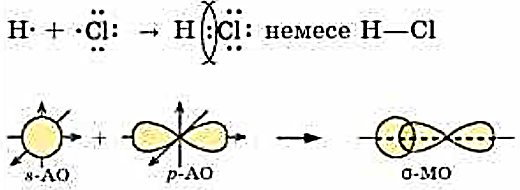 H· + ·Cl: → H : Cl: немесе H—Cl
s-AO + p-AO → σ-MO